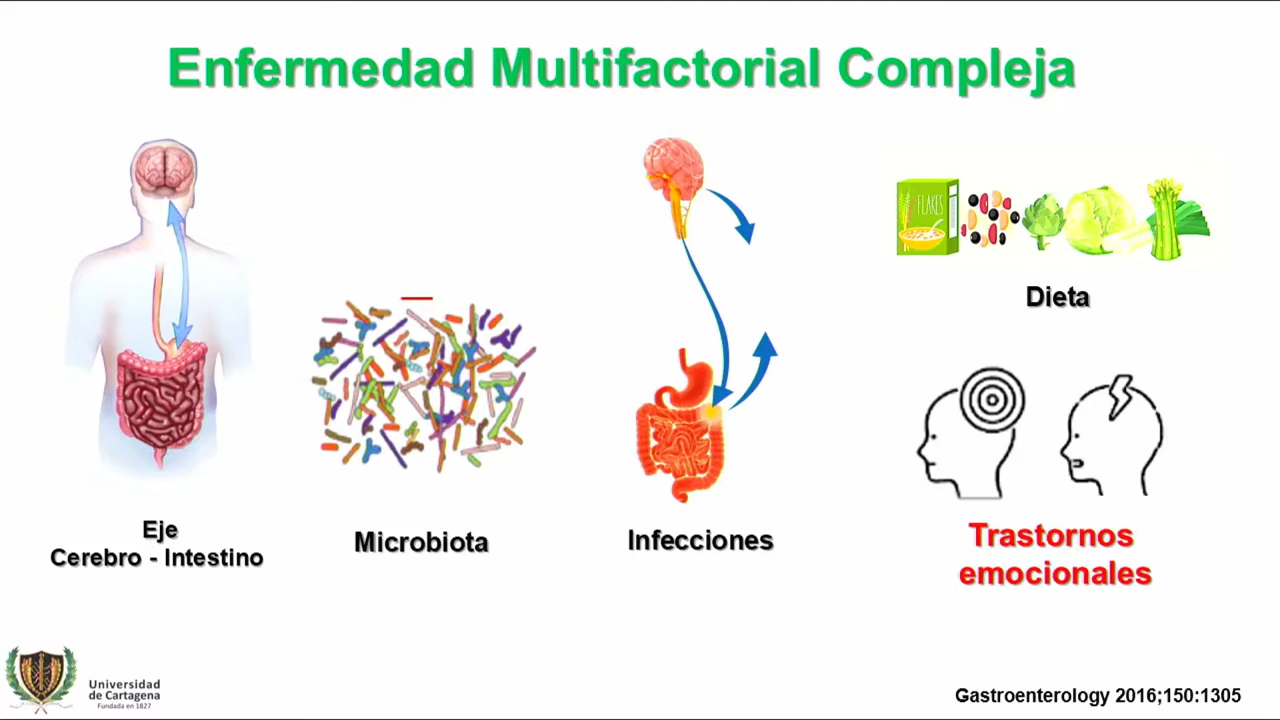 Enfermedad Multifactorial Compleja
FLAKES
Dieta
Eje
Cerebro - Intestino
Microbiota
Infecciones
Trastornos
emocionales
Universidad
de Cartagena
Fundada en 1827
Gastroenterology 2016;150:1305